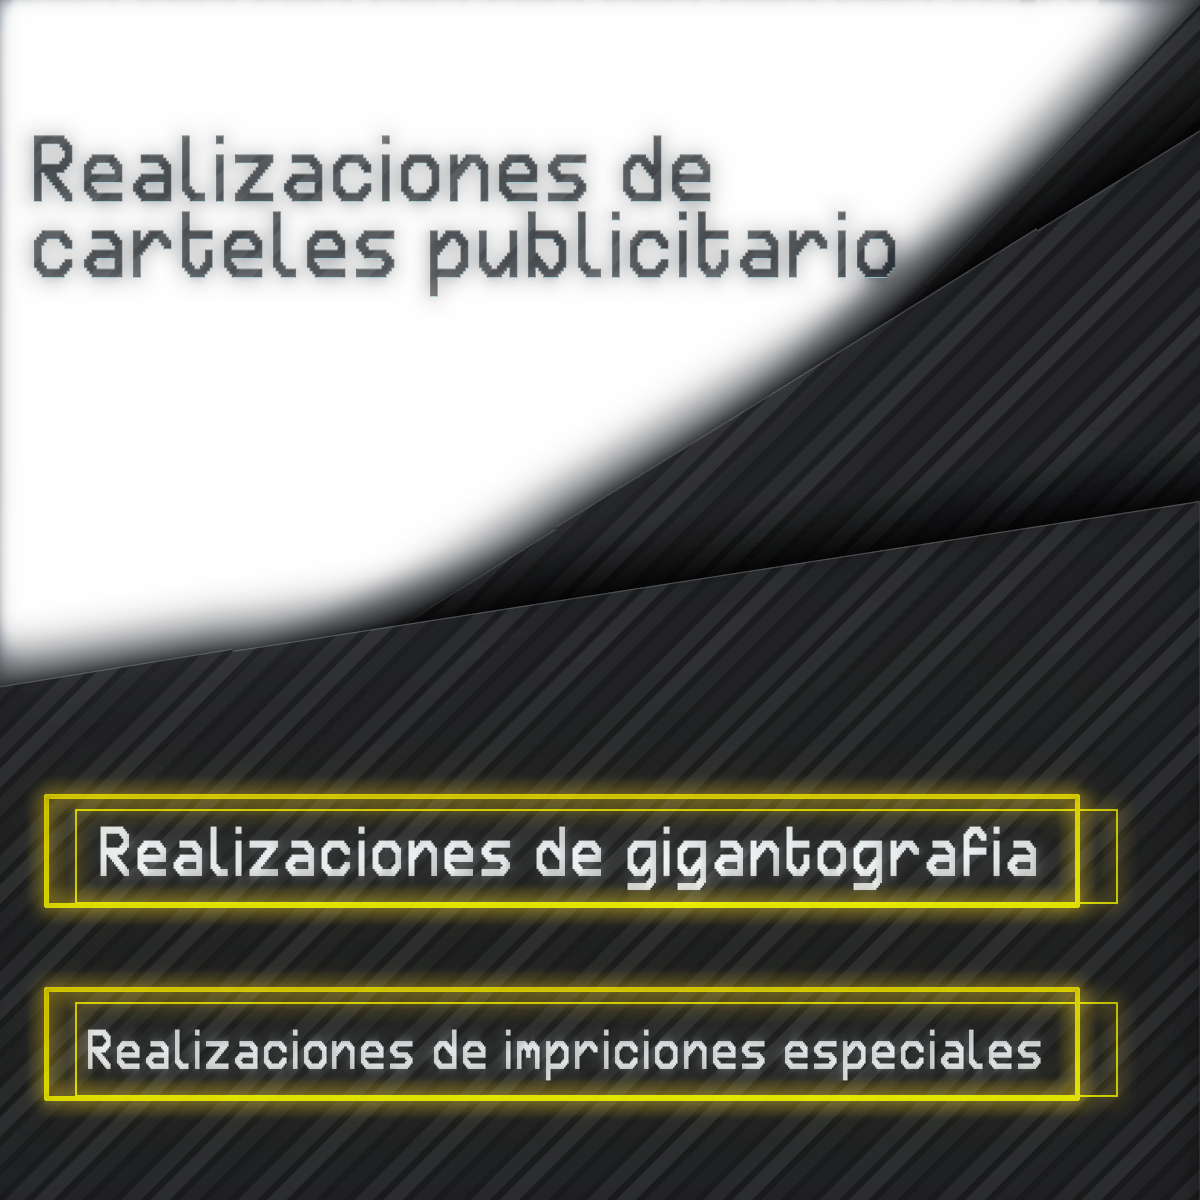 Realizaciones de
carteles publicitario
Realizaciones de gigantografia
Realizaciones de impriciones especiales